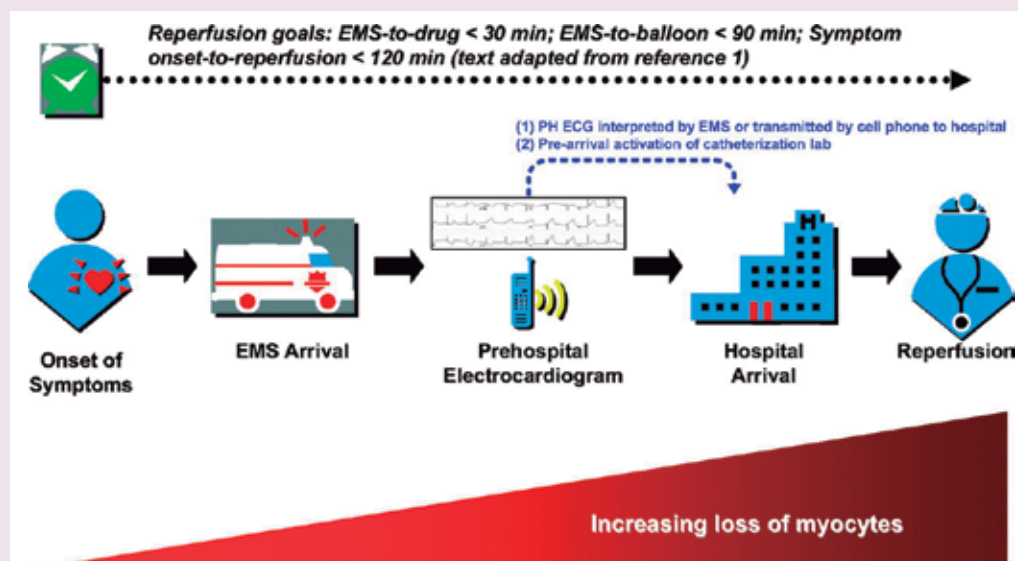 Reperfusion goals: EMS-to-drug < 30 min; EMS-to-balloon < 90 min; Symptom
onset-to-reperfusion < 120 min (text adapted from reference 1)
(1) PH ECG interpreted by EMS or transmitted by cell phone to hospital
(2) Pre-arrival activation of catheterization lab
H
Onset of
Symptoms
EMS Arrival
Prehospital
Electrocardiogram
Hospital
Arrival
Reperfusion
Increasing loss of myocytes